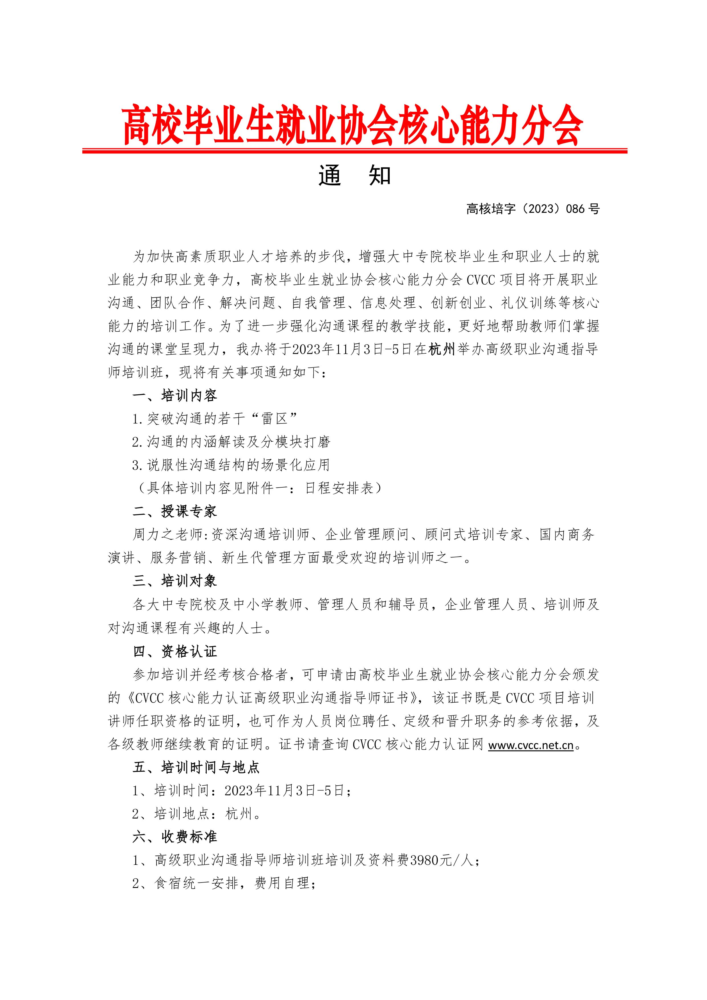 高校毕业生就业协会核心能力分会
通 知
高核培字（2023）086 号
为加快高素质职业人才培养的步伐，增强大中专院校毕业生和职业人士的就
业能力和职业竞争力，高校毕业生就业协会核心能力分会 CVCC 项目将开展职业
沟通、团队合作、解决问题、自我管理、信息处理、创新创业、礼仪训练等核心
能力的培训工作。为了进一步强化沟通课程的教学技能，更好地帮助教师们掌握
沟通的课堂呈现力，我办将于2023年11月3日-5日在杭州举办高级职业沟通指导
师培训班，现将有关事项通知如下：
一、培训内容
1.突破沟通的若干“雷区”
2.沟通的内涵解读及分模块打磨
3.说服性沟通结构的场景化应用
（具体培训内容见附件一：日程安排表）
二、授课专家
周力之老师:资深沟通培训师、企业管理顾问、顾问式培训专家、国内商务
演讲、服务营销、新生代管理方面最受欢迎的培训师之一。
三、培训对象
各大中专院校及中小学教师、管理人员和辅导员，企业管理人员、培训师及
对沟通课程有兴趣的人士。
四、资格认证
参加培训并经考核合格者，可申请由高校毕业生就业协会核心能力分会颁发
的《CVCC 核心能力认证高级职业沟通指导师证书》，该证书既是 CVCC 项目培训
讲师任职资格的证明，也可作为人员岗位聘任、定级和晋升职务的参考依据，及
各级教师继续教育的证明。证书请查询 CVCC 核心能力认证网 www.cvcc.net.cn。
五、培训时间与地点
1、培训时间：2023年11月3日-5日；
2、培训地点：杭州。
六、收费标准
1、高级职业沟通指导师培训班培训及资料费3980元/人；
2、食宿统一安排，费用自理；